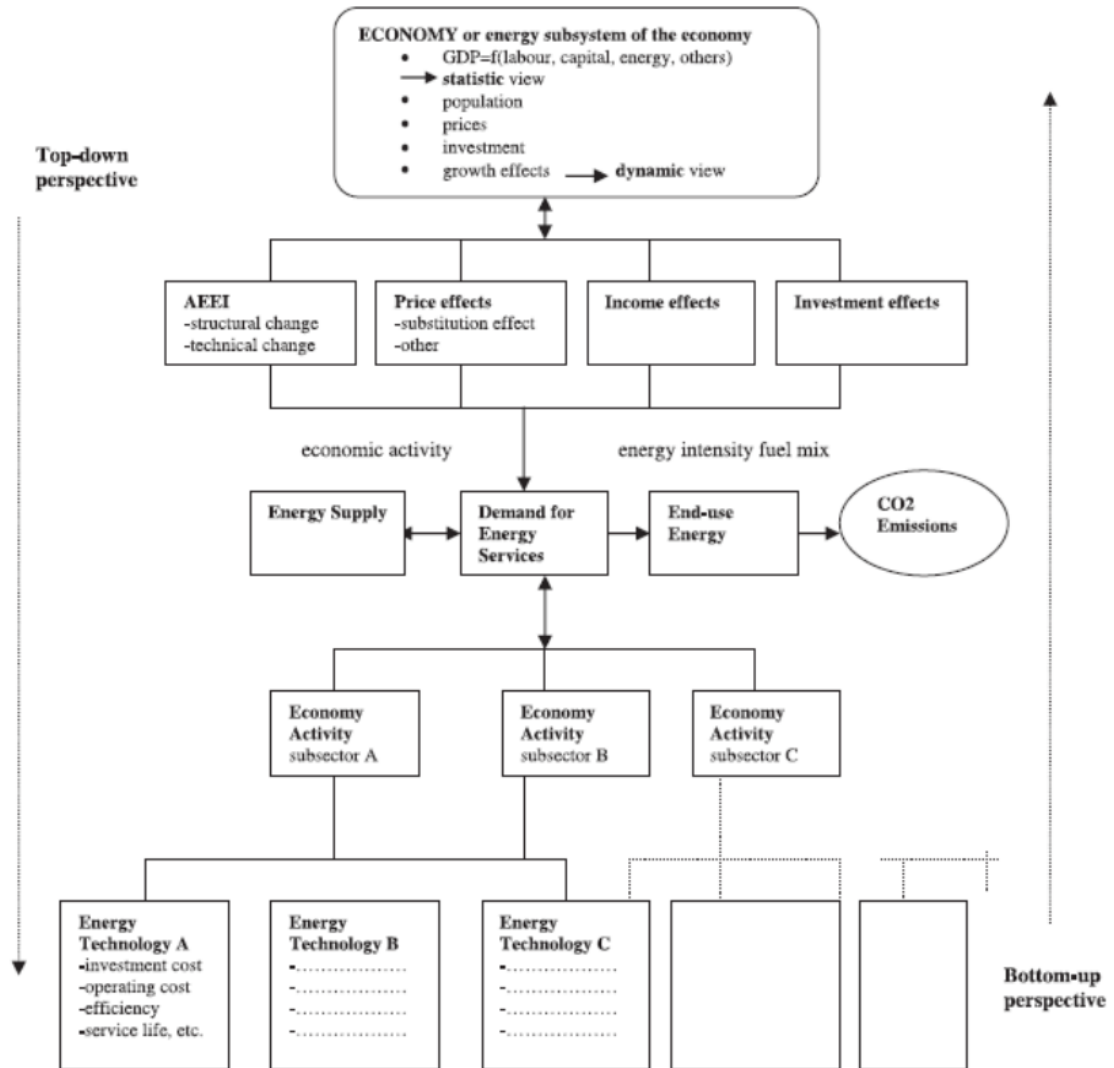 ECONOMY or energy subsystem of the economy
• GDP=f(labour, capital, energy, others)
statistic view
• population
• prices
• investment
• growth effects dynamic view
Top-down
perspective
AEEI
-structural change
-technical change
Price effects
-substitution effect
-other
Income effects
Investment effects
economic activity
energy intensity fuel mix
Energy Supply
Demand for
Energy
Services
End-use
Energy
CO2
Emissions
Economy
Activity
subsector A
Economy
Activity
subsector B
Economy
Activity
subsector C
Energy
Technology A
-investment cost
-operating cost
-efficiency
-service life, etc.
Energy
Technology B
-..................
-..................
-..................
-..................
Energy
Technology C
-..................
-..................
-..................
-..................
Bottom-up
perspective